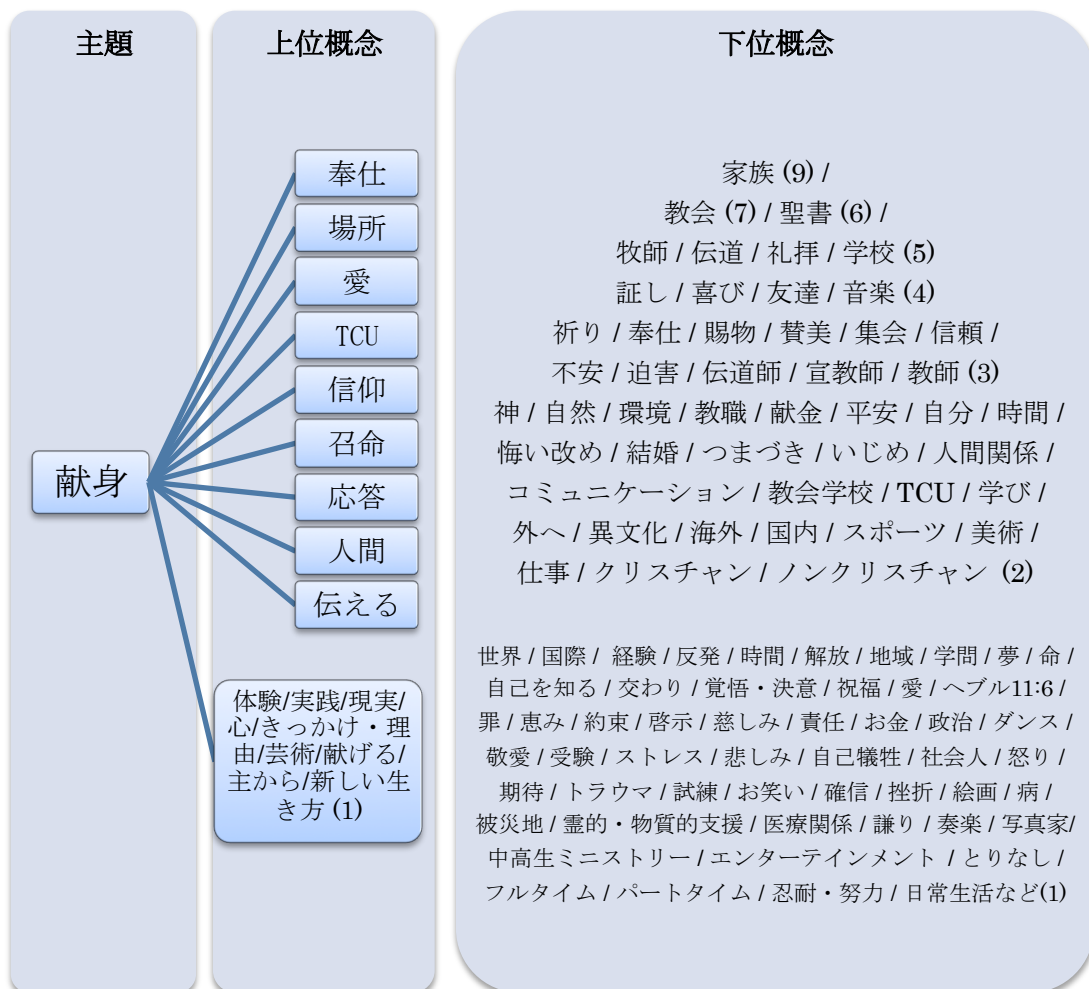 主題
献身
上位概念
奉仕
場所
愛
TCU
信仰
召命
応答
人間
伝える
体験/実践/現実/
心/きっかけ・理
由/芸術/献げる/
主から/新しい生
き方 (1)
下位概念
家族 (9) /
教会 (7) / 聖書 (6) /
牧師 / 伝道 / 礼拝 / 学校 (5)
証し / 喜び / 友達 / 音楽 (4)
祈り / 奉仕 / 賜物 / 賛美 / 集会 / 信頼 /
不安 / 迫害 / 伝道師 / 宣教師 / 教師 (3)
神 / 自然 / 環境 / 教職 / 献金 / 平安 / 自分 / 時間 /
悔い改め / 結婚 / つまづき / いじめ / 人間関係 /
コミュニケーション / 教会学校 / TCU / 学び /
外へ / 異文化 / 海外 / 国内 / スポーツ / 美術 /
仕事 / クリスチャン / ノンクリスチャン (2)
世界 / 国際 / 経験 / 反発 / 時間 / 解放 / 地域 / 学問 / 夢 / 命 /
自己を知る / 交わり / 覚悟・決意 / 祝福 / 愛 / ヘブル11:6 /
罪 / 恵み / 約束 / 啓示 / 慈しみ / 責任 / お金 / 政治 / ダンス /
敬愛 / 受験 / ストレス / 悲しみ / 自己犠牲 / 社会人 / 怒り /
期待 / トラウマ / 試練 / お笑い / 確信 / 挫折 / 絵画 / 病 /
被災地 / 霊的・物質的支援 / 医療関係 / 謙り / 奏楽 / 写真家/
中高生ミニストリー / エンターテインメント / とりなし /
フルタイム / パートタイム / 忍耐・努力 / 日常生活など(1)